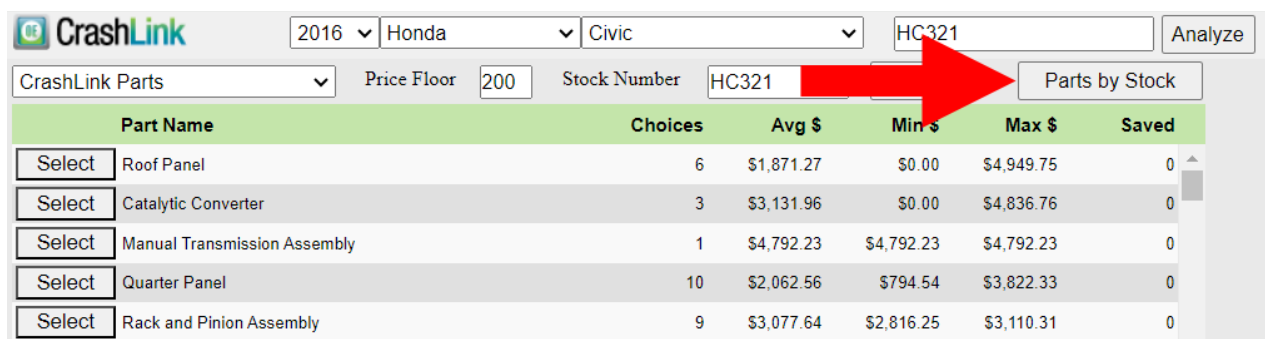 OE CrashLink 2016 Honda Civic HC321 Analyze
CrashLink Parts Price Floor 200 Stock Number HC321 Parts by Stock
Part Name Choices Avg $ Min $ Max $ Saved
Select Roof Panel 6 $1,871.27 $0.00 $4,949.75 0
Select Catalytic Converter 3 $3,131.96 $0.00 $4,836.76 0
Select Manual Transmission Assembly 1 $4,792.23 $4,792.23 $4,792.23 0
Select Quarter Panel 10 $2,062.56 $794.54 $3,822.33 0
Select Rack and Pinion Assembly 9 $3,077.64 $2,816.25 $3,110.31 0